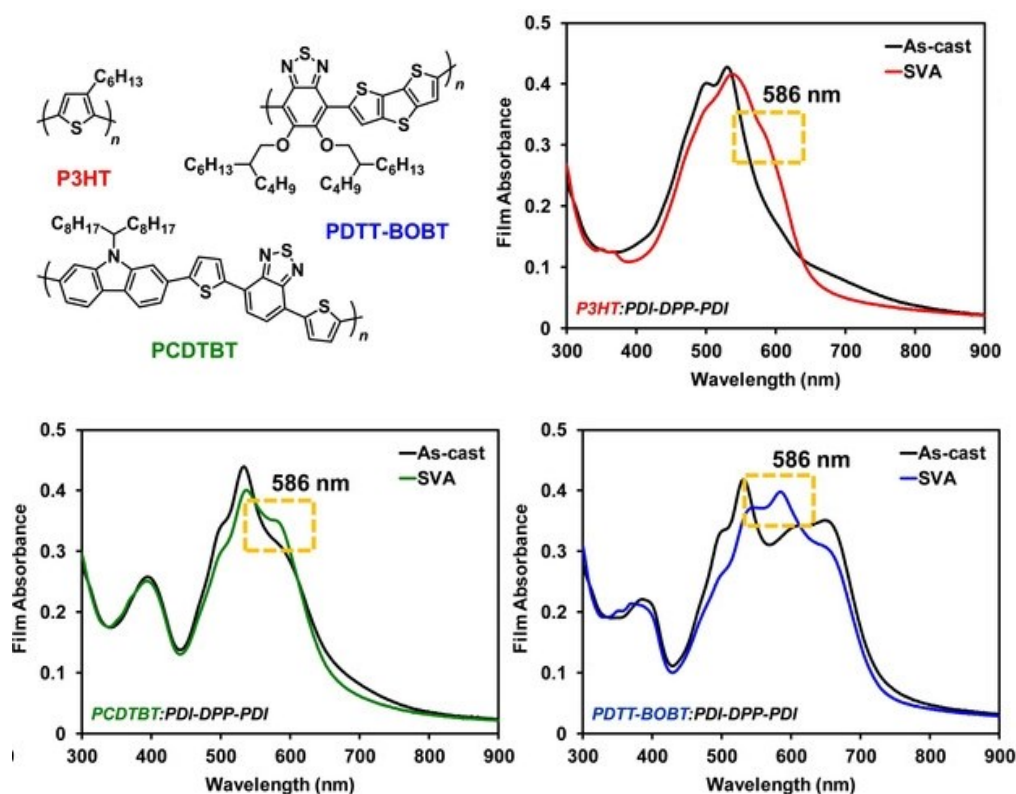 C₆H₁₃
S
n
P3HT
N S N
S
S
S
n
O
O
C₆H₁₃
C₆H₁₃
C₄H₉
C₄H₉
PDTT-BOBT
C₈H₁₇
C₈H₁₇
N
S
N S N
S
n
PCDTBT
0.5
0.4
0.3
0.2
0.1
0
Film Absorbance
As-cast
SVA
586 nm
P3HT:PDI-DPP-PDI
300 400 500 600 700 800 900
Wavelength (nm)
0.5
0.4
0.3
0.2
0.1
0
Film Absorbance
As-cast
SVA
586 nm
PCDTBT:PDI-DPP-PDI
300 400 500 600 700 800 900
Wavelength (nm)
0.5
0.4
0.3
0.2
0.1
0
Film Absorbance
As-cast
SVA
586 nm
PDTT-BOBT:PDI-DPP-PDI
300 400 500 600 700 800 900
Wavelength (nm)